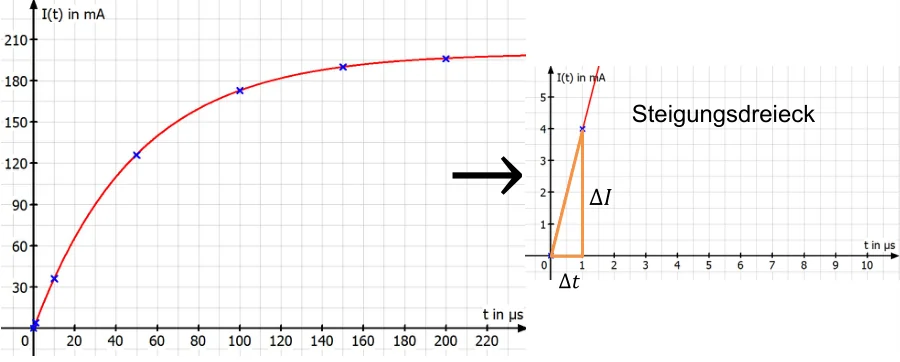 I(t) in mA
210
180
150
120
90
60
30
0 20 40 60 80 100 120 140 160 180 200 220
t in µs
I(t) in mA
Steigungsdreieck
5
4
3
2
1
ΔI
t in µs
0 1 2 3 4 5 6 7 8 9 10
Δt